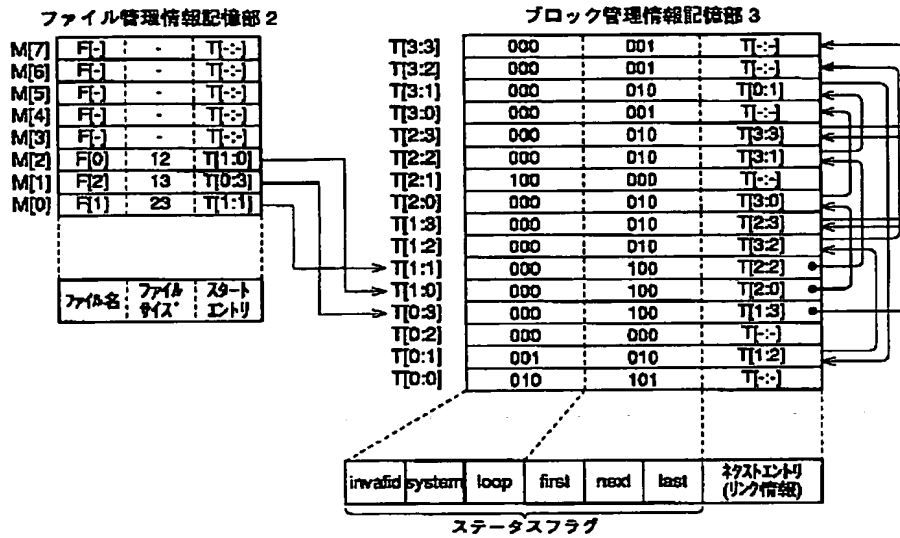 ファイル管理情報記憶部2
ブロック管理情報記憶部3
M[7] F[-] - T[-:-]
M[6] F[-] - T[-:-]
M[5] F[-] - T[-:-]
M[4] F[-] - T[-:-]
M[3] F[-] - T[-:-]
M[2] F[0] 12 T[1:0]
M[1] F[2] 13 T[0:3]
M[0] F[1] 23 T[1:1]
ファイル名 ファイルサイズ スタートエントリ
T[3:3] 000 001 T[-:-]
T[3:2] 000 001 T[-:-]
T[3:1] 000 010 T[0:1]
T[3:0] 000 001 T[-:-]
T[2:3] 000 010 T[3:3]
T[2:2] 000 010 T[3:1]
T[2:1] 100 000 T[-:-]
T[2:0] 000 010 T[3:0]
T[1:3] 000 010 T[2:3]
T[1:2] 000 010 T[3:2]
T[1:1] 000 100 T[2:2]
T[1:0] 000 100 T[2:0]
T[0:3] 000 100 T[1:3]
T[0:2] 000 000 T[-:-]
T[0:1] 001 010 T[1:2]
T[0:0] 010 101 T[-:-]
invalid system loop first next last ネクストエントリ
(リンク情報)
ステータスフラグ